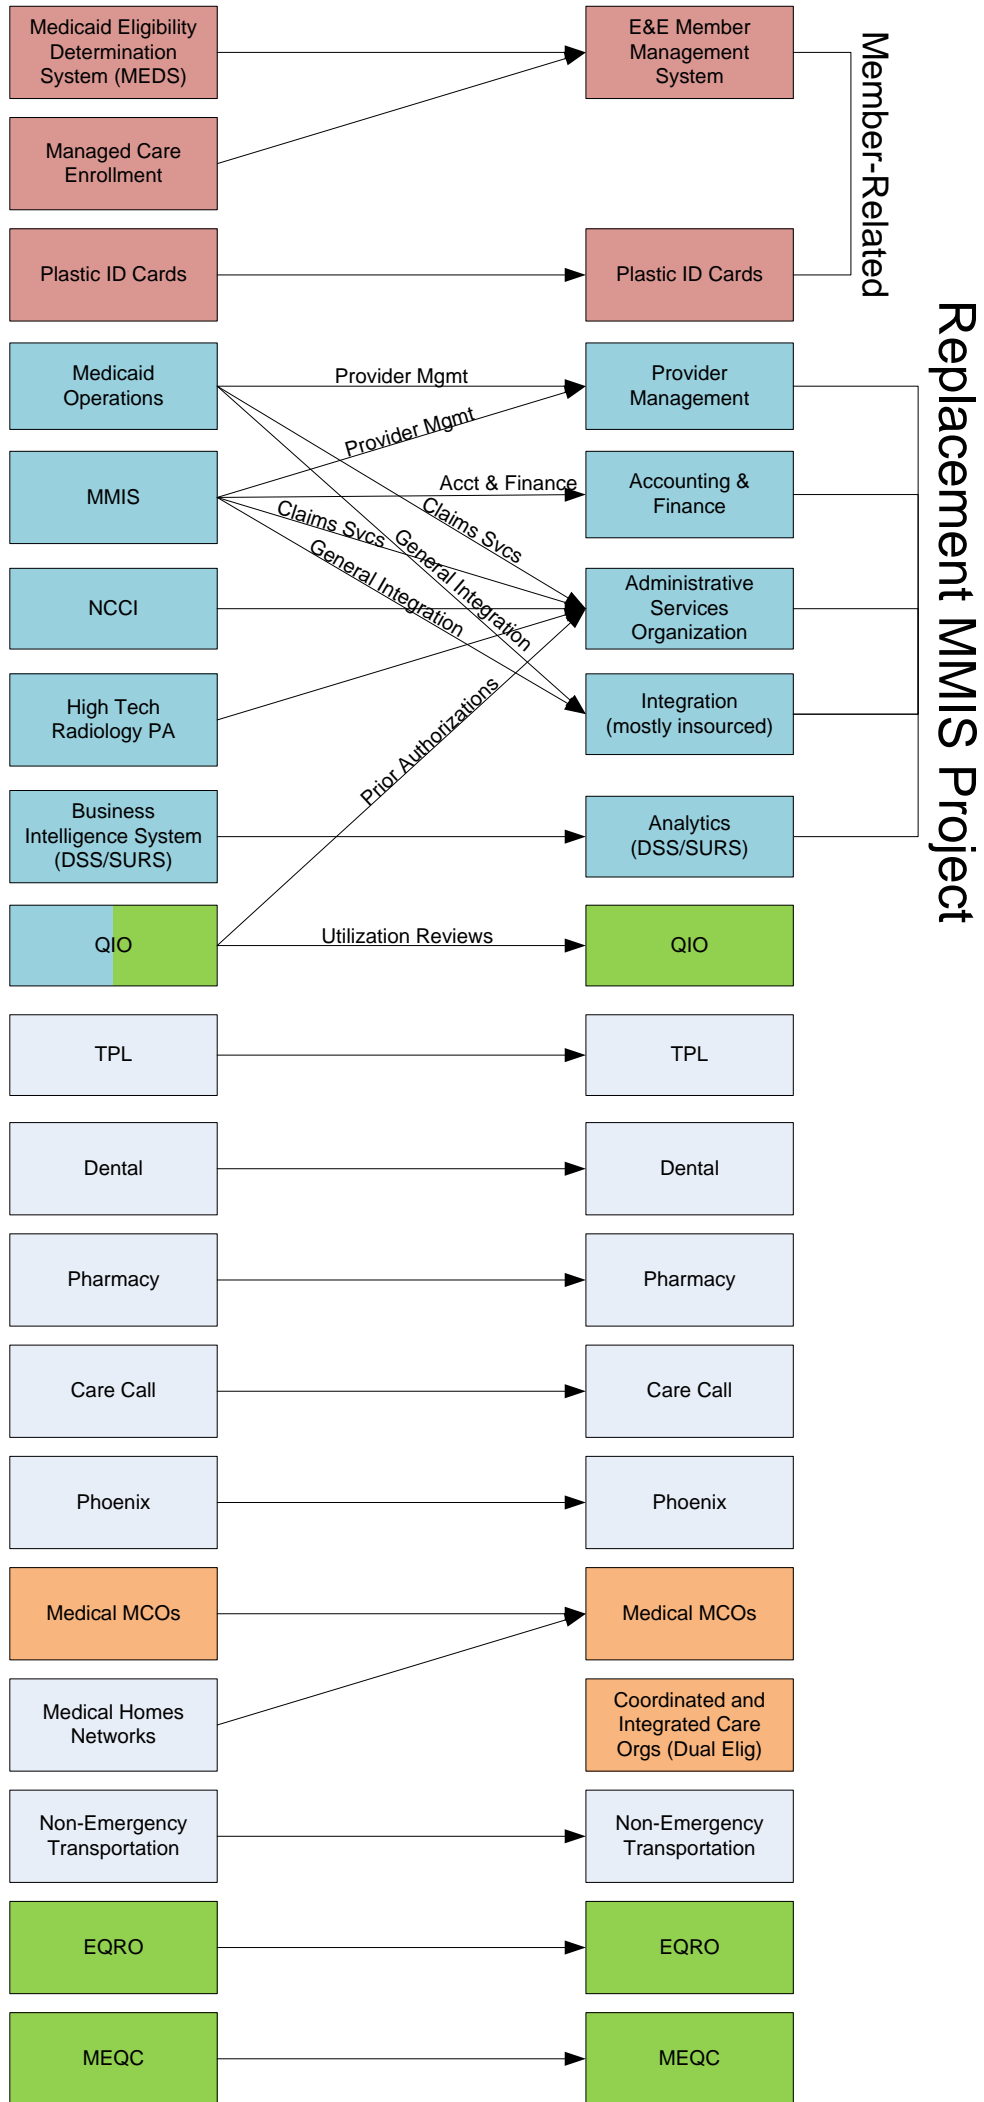 Medicaid Eligibility
Determination
System (MEDS)
E&E Member
Management
System
Member-Related
Managed Care
Enrollment
Plastic ID Cards
Plastic ID Cards
Replacement MMIS Project
Medicaid
Operations
Provider Mgmt
Provider
Management
Provider Mgmt
MMIS
Acct & Finance
Accounting &
Finance
Claims Svcs
Claims Svcs
General Integration
General Integration
NCCI
Administrative
Services
Organization
High Tech
Radiology PA
Integration
(mostly insourced)
Prior Authorizations
Business
Intelligence System
(DSS/SURS)
Analytics
(DSS/SURS)
QIO
Utilization Reviews
QIO
TPL
TPL
Dental
Dental
Pharmacy
Pharmacy
Care Call
Care Call
Phoenix
Phoenix
Medical MCOs
Medical MCOs
Medical Homes
Networks
Coordinated and
Integrated Care
Orgs (Dual Elig)
Non-Emergency
Transportation
Non-Emergency
Transportation
EQRO
EQRO
MEQC
MEQC